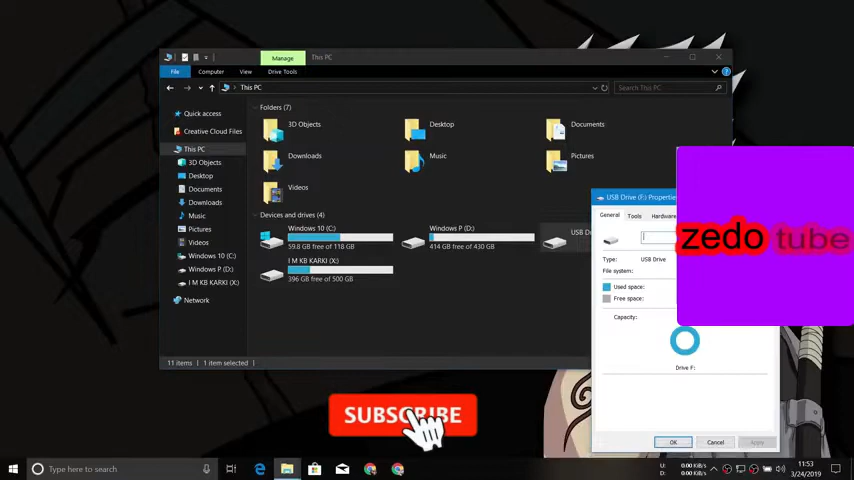 Manage
This PC
File
Computer
View
Drive Tools
This PC
Search This PC
Quick access
Creative Cloud Files
This PC
3D Objects
Desktop
Documents
Downloads
Music
Pictures
Videos
Windows 10 (C:)
Windows P (D:)
I M KB KARKI (X:)
Network
Folders (7)
3D Objects
Desktop
Documents
Downloads
Music
Pictures
Videos
Devices and drives (4)
Windows 10 (C:)
59.8 GB free of 118 GB
Windows P (D:)
414 GB free of 430 GB
USB
I M KB KARKI (X:)
396 GB free of 500 GB
11 items
1 item selected
USB Drive (F:) Properties
General
Tools
Hardware
Type:
USB Drive
File system:
Used space:
Free space:
Capacity:
Drive F:
OK
Cancel
Apply
zedo tube
SUBSCRIBE
Type here to search
U: 0.00 KiB/s
D: 0.00 KiB/s
11:53
3/24/2019